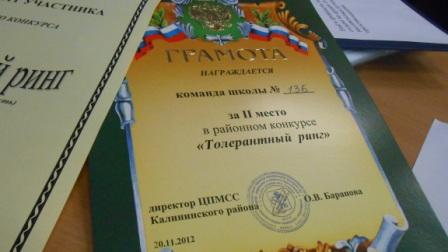 УЧАСТНИКА
конкурса
ринг
ГРАМОТА
НАГРАЖДАЕТСЯ
команда школы № 136
за II место
в районном конкурсе
«Толерантный ринг»
директор ЦПМСС
Калининского района
О.В. Баранова
20.11.2012